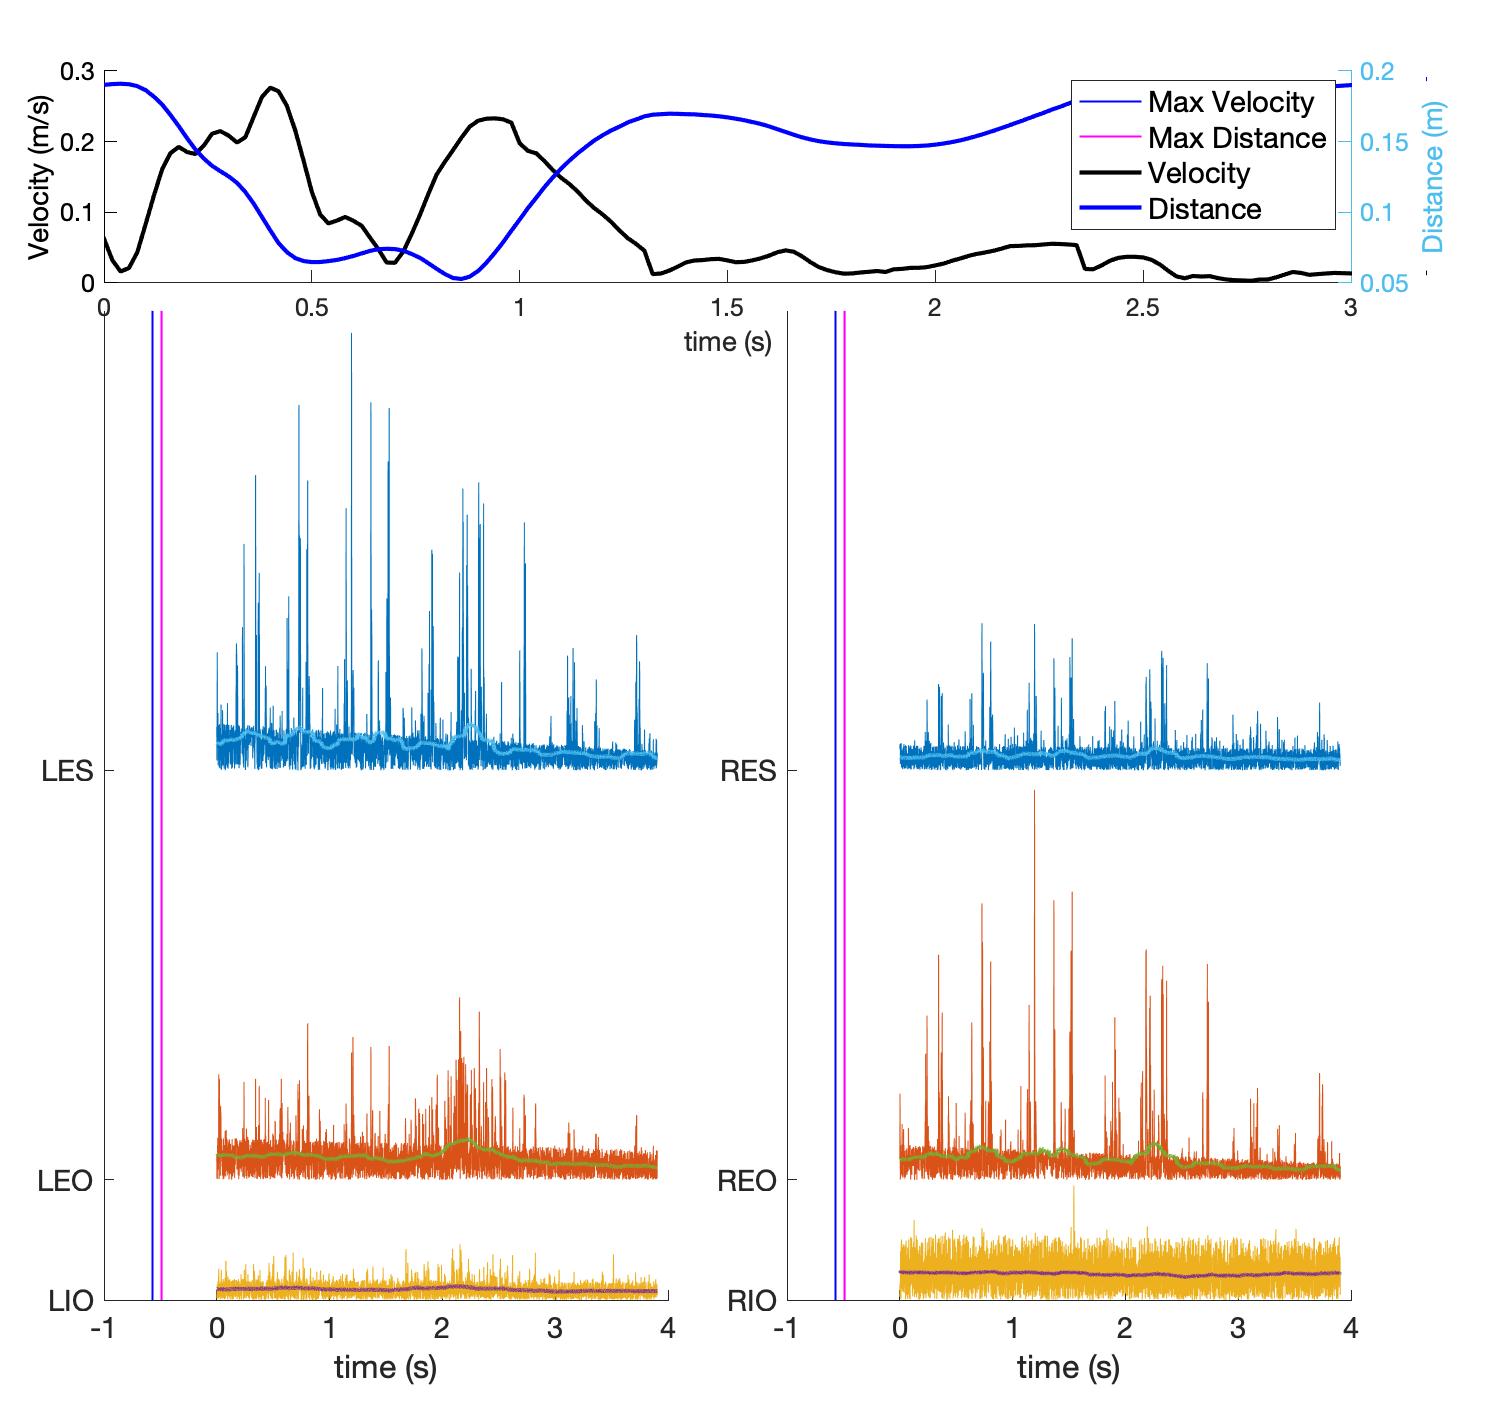 0.3
0.2
0.1
0
Velocity (m/s)
0.2
0.15
0.1
0.05
Distance (m)
Max Velocity
Max Distance
Velocity
Distance
0 0.5 1 1.5 2 2.5 3
time (s)
LES
LEO
LIO
-1 0 1 2 3 4
time (s)
RES
REO
RIO
-1 0 1 2 3 4
time (s)